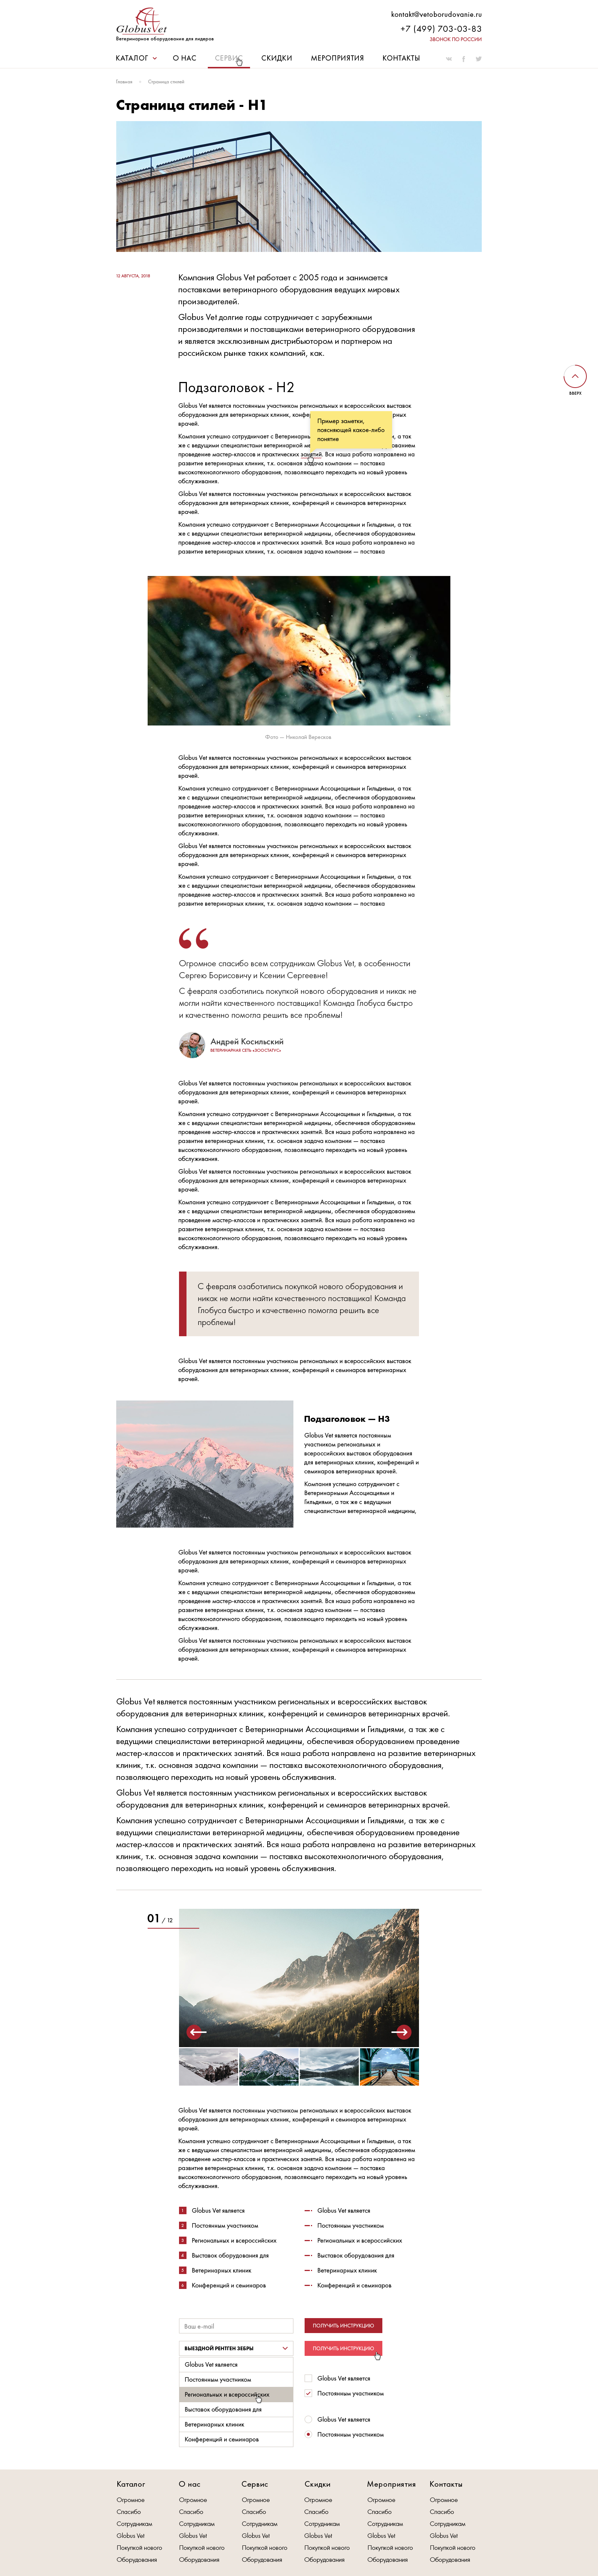 GlobusVet
Ветеринарное оборудование для лидеров
kontakt@vetoborudovanie.ru
+7 (499) 703-03-83
ЗВОНОК ПО РОССИИ
КАТАЛОГ О НАС СЕРВИС СКИДКИ МЕРОПРИЯТИЯ КОНТАКТЫ
Главная - Страница стилей
Страница стилей - H1
12 АВГУСТА, 2018
Компания Globus Vet работает с 2005 года и занимается
поставками ветеринарного оборудования ведущих мировых
производителей.
Globus Vet долгие годы сотрудничает с зарубежными
производителями и поставщиками ветеринарного оборудования
и является эксклюзивным дистрибьютором и партнером на
российском рынке таких компаний, как.
ВВЕРХ
Подзаголовок - H2
Globus Vet является постоянным участником региональных и всероссийских выставок
оборудования для ветеринарных клиник, конфе
рных
врачей.
Пример заметки,
поясняющей какое-либо
понятие
Компания успешно сотрудничает с Ветеринарны
и, а так
же с ведущими специалистами ветеринарной ме
ованием
проведение мастер-классов и практических занятий. Вся наша работа направлена на
развитие ветеринарных клиник, т.к. основная задача компании — поставка
высокотехнологичного оборудования, позволяющего переходить на новый уровень
обслуживания.
Globus Vet является постоянным участником региональных и всероссийских выставок
оборудования для ветеринарных клиник, конференций и семинаров ветеринарных
врачей.
Компания успешно сотрудничает с Ветеринарными Ассоциациями и Гильдиями, а так
же с ведущими специалистами ветеринарной медицины, обеспечивая оборудованием
проведение мастер-классов и практических занятий. Вся наша работа направлена на
развитие ветеринарных клиник, т.к. основная задача компании — поставка
Фото — Николай Вересков
Globus Vet является постоянным участником региональных и всероссийских выставок
оборудования для ветеринарных клиник, конференций и семинаров ветеринарных
врачей.
Компания успешно сотрудничает с Ветеринарными Ассоциациями и Гильдиями, а так
же с ведущими специалистами ветеринарной медицины, обеспечивая оборудованием
проведение мастер-классов и практических занятий. Вся наша работа направлена на
развитие ветеринарных клиник, т.к. основная задача компании — поставка
высокотехнологичного оборудования, позволяющего переходить на новый уровень
обслуживания.
Globus Vet является постоянным участником региональных и всероссийских выставок
оборудования для ветеринарных клиник, конференций и семинаров ветеринарных
врачей.
Компания успешно сотрудничает с Ветеринарными Ассоциациями и Гильдиями, а так
же с ведущими специалистами ветеринарной медицины, обеспечивая оборудованием
проведение мастер-классов и практических занятий. Вся наша работа направлена на
развитие ветеринарных клиник, т.к. основная задача компании — поставка
Огромное спасибо всем сотрудникам Globus Vet, в особенности
Сергею Борисовичу и Ксении Сергеевне!
С февраля озаботились покупкой нового оборудования и никак не
могли найти качественного поставщика! Команда Глобуса быстро
и качественно помогла решить все проблемы!
Андрей Косильский
ВЕТЕРИНАРНАЯ СЕТЬ «ЗООСТАТУС»
Globus Vet является постоянным участником региональных и всероссийских выставок
оборудования для ветеринарных клиник, конференций и семинаров ветеринарных
врачей.
Компания успешно сотрудничает с Ветеринарными Ассоциациями и Гильдиями, а так
же с ведущими специалистами ветеринарной медицины, обеспечивая оборудованием
проведение мастер-классов и практических занятий. Вся наша работа направлена на
развитие ветеринарных клиник, т.к. основная задача компании — поставка
высокотехнологичного оборудования, позволяющего переходить на новый уровень
обслуживания.
Globus Vet является постоянным участником региональных и всероссийских выставок
оборудования для ветеринарных клиник, конференций и семинаров ветеринарных
врачей.
Компания успешно сотрудничает с Ветеринарными Ассоциациями и Гильдиями, а так
же с ведущими специалистами ветеринарной медицины, обеспечивая оборудованием
проведение мастер-классов и практических занятий. Вся наша работа направлена на
развитие ветеринарных клиник, т.к. основная задача компании — поставка
высокотехнологичного оборудования, позволяющего переходить на новый уровень
обслуживания.
С февраля озаботились покупкой нового оборудования и
никак не могли найти качественного поставщика! Команда
Глобуса быстро и качественно помогла решить все
проблемы!
Globus Vet является постоянным участником региональных и всероссийских выставок
оборудования для ветеринарных клиник, конференций и семинаров ветеринарных
врачей.
Подзаголовок — H3
Globus Vet является постоянным
участником региональных и
всероссийских выставок оборудования
для ветеринарных клиник, конференций и
семинаров ветеринарных врачей.
Компания успешно сотрудничает с
Ветеринарными Ассоциациями и
Гильдиями, а так же с ведущими
специалистами ветеринарной медицины,
Globus Vet является постоянным участником региональных и всероссийских выставок
оборудования для ветеринарных клиник, конференций и семинаров ветеринарных
врачей.
Компания успешно сотрудничает с Ветеринарными Ассоциациями и Гильдиями, а так
же с ведущими специалистами ветеринарной медицины, обеспечивая оборудованием
проведение мастер-классов и практических занятий. Вся наша работа направлена на
развитие ветеринарных клиник, т.к. основная задача компании — поставка
высокотехнологичного оборудования, позволяющего переходить на новый уровень
обслуживания.
Globus Vet является постоянным участником региональных и всероссийских выставок
оборудования для ветеринарных клиник, конференций и семинаров ветеринарных
врачей.
Globus Vet является постоянным участником региональных и всероссийских выставок
оборудования для ветеринарных клиник, конференций и семинаров ветеринарных врачей.
Компания успешно сотрудничает с Ветеринарными Ассоциациями и Гильдиями, а так же с
ведущими специалистами ветеринарной медицины, обеспечивая оборудованием проведение
мастер-классов и практических занятий. Вся наша работа направлена на развитие ветеринарных
клиник, т.к. основная задача компании — поставка высокотехнологичного оборудования,
позволяющего переходить на новый уровень обслуживания.
Globus Vet является постоянным участником региональных и всероссийских выставок
оборудования для ветеринарных клиник, конференций и семинаров ветеринарных врачей.
Компания успешно сотрудничает с Ветеринарными Ассоциациями и Гильдиями, а так же с
ведущими специалистами ветеринарной медицины, обеспечивая оборудованием проведение
мастер-классов и практических занятий. Вся наша работа направлена на развитие ветеринарных
клиник, т.к. основная задача компании — поставка высокотехнологичного оборудования,
позволяющего переходить на новый уровень обслуживания.
01 / 12
Globus Vet является постоянным участником региональных и всероссийских выставок
оборудования для ветеринарных клиник, конференций и семинаров ветеринарных
врачей.
Компания успешно сотрудничает с Ветеринарными Ассоциациями и Гильдиями, а так
же с ведущими специалистами ветеринарной медицины, обеспечивая оборудованием
проведение мастер-классов и практических занятий. Вся наша работа направлена на
развитие ветеринарных клиник, т.к. основная задача компании — поставка
высокотехнологичного оборудования, позволяющего переходить на новый уровень
обслуживания.
1 Globus Vet является
2 Постоянным участником
3 Региональных и всероссийских
4 Выставок оборудования для
5 Ветеринарных клиник
6 Конференций и семинаров
Globus Vet является
Постоянным участником
Региональных и всероссийских
Выставок оборудования для
Ветеринарных клиник
Конференций и семинаров
Ваш e-mail
ПОЛУЧИТЬ ИНСТРУКЦИЮ
ВЫЕЗДНОЙ РЕНТГЕН ЗЕБРЫ
ПОЛУЧИТЬ ИНСТРУКЦИЮ
Globus Vet является
Постоянным участником
Региональных и всероссийских
Выставок оборудования для
Ветеринарных клиник
Конференций и семинаров
Globus Vet является
Постоянным участником
Globus Vet является
Постоянным участником
Каталог О нас Сервис Скидки Мероприятия Контакты
Огромное Огромное Огромное Огромное Огромное Огромное
Спасибо Спасибо Спасибо Спасибо Спасибо Спасибо
Сотрудникам Сотрудникам Сотрудникам Сотрудникам Сотрудникам Сотрудникам
Globus Vet Globus Vet Globus Vet Globus Vet Globus Vet Globus Vet
Покупкой нового Покупкой нового Покупкой нового Покупкой нового Покупкой нового Покупкой нового
Оборудования Оборудования Оборудования Оборудования Оборудования Оборудования